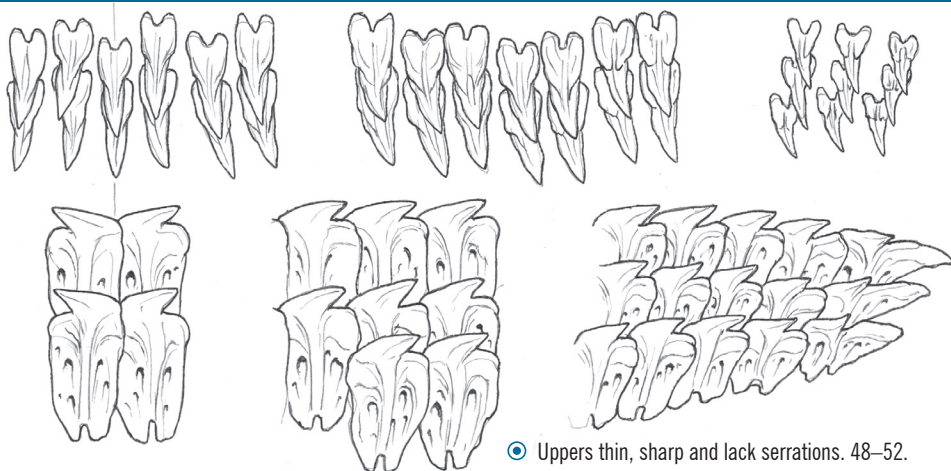 Uppers thin, sharp and lack serrations. 48–52.